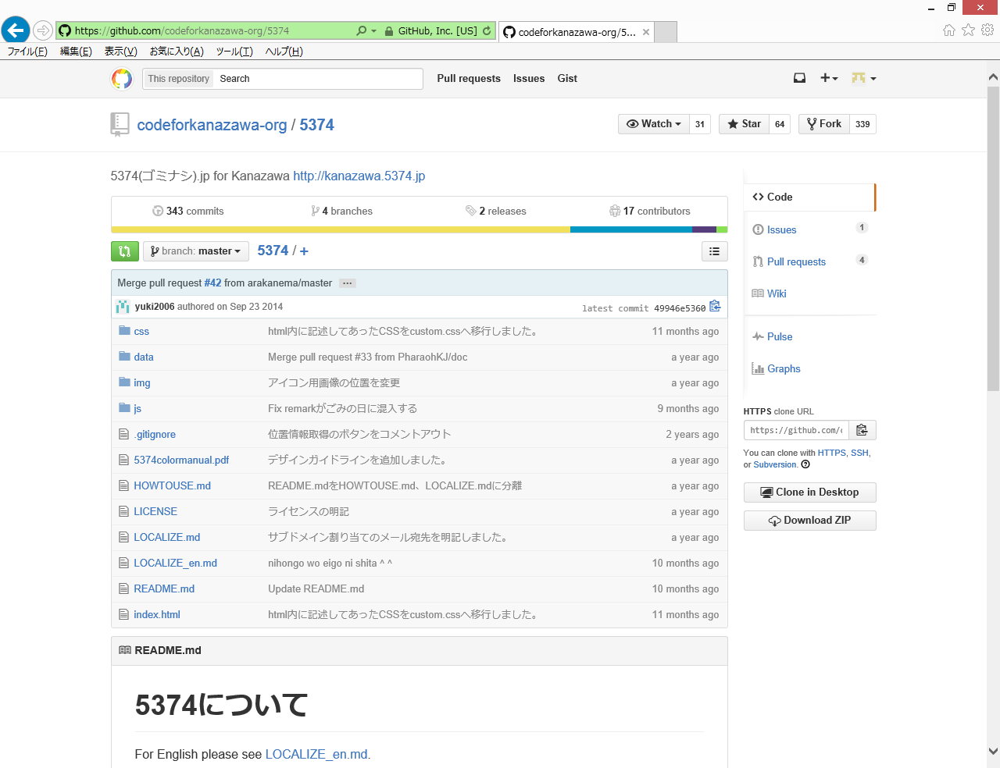 https://github.com/codeforkanazawa-org/5374
GitHub, Inc. [US]
codeforkanazawa-org/5...
ファイル(F) 編集(E) 表示(V) お気に入り(A) ツール(T) ヘルプ(H)
This repository Search
Pull requests Issues Gist
codeforkanazawa-org / 5374
Watch 31
Star 64
Fork 339
5374(ゴミナシ).jp for Kanazawa http://kanazawa.5374.jp
343 commits
4 branches
2 releases
17 contributors
branch: master
5374 / +
Merge pull request #42 from arakanema/master ...
yuki2006 authored on Sep 23 2014
latest commit 49946e5360
css html内に記述してあったCSSをcustom.cssへ移行しました。 11 months ago
data Merge pull request #33 from PharaohKJ/doc a year ago
img アイコン用画像の位置を変更 a year ago
js Fix remarkがごみの日に混入する 9 months ago
.gitignore 位置情報取得のボタンをコメントアウト 2 years ago
5374colormanual.pdf デザインガイドラインを追加しました。 a year ago
HOWTOUSE.md README.mdをHOWTOUSE.md、LOCALIZE.mdに分離 a year ago
LICENSE ライセンスの明記 a year ago
LOCALIZE.md サブドメイン割り当てのメール宛先を明記しました。 a year ago
LOCALIZE_en.md nihongo wo eigo ni shita ^ ^ 10 months ago
README.md Update README.md 10 months ago
index.html html内に記述してあったCSSをcustom.cssへ移行しました。 11 months ago
README.md
5374について
For English please see LOCALIZE_en.md.
Code
Issues 1
Pull requests 4
Wiki
Pulse
Graphs
HTTPS clone URL
https://github.com/
You can clone with HTTPS, SSH,
or Subversion.
Clone in Desktop
Download ZIP